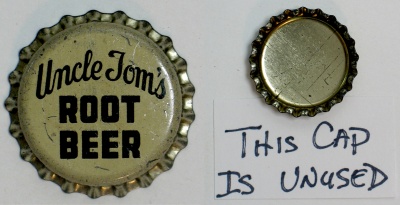 Uncle Tom's
ROOT
BEER
THIS CAP
IS UNUSED